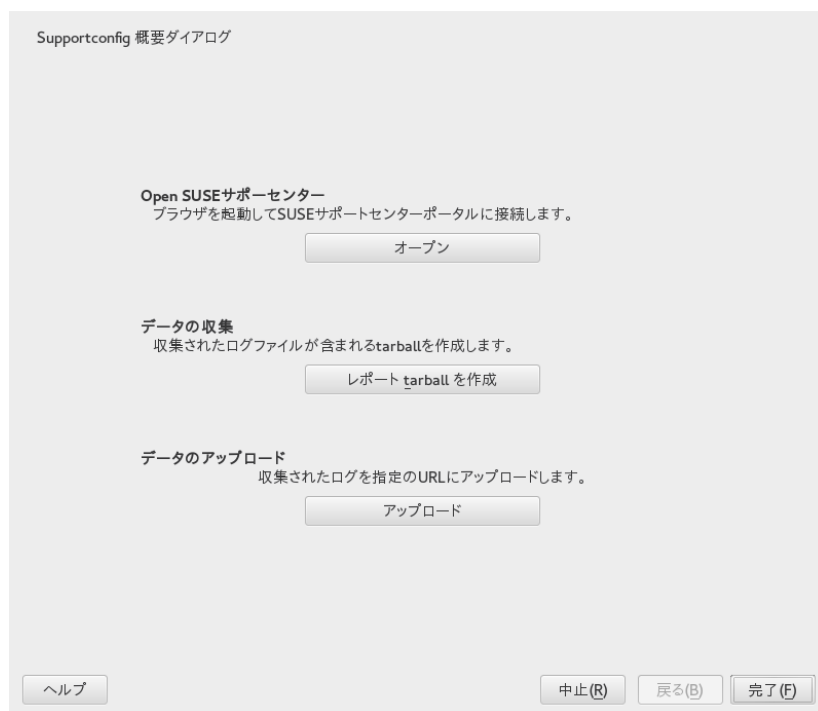 Supportconfig 概要ダイアログ
Open SUSEサポーセンター
ブラウザを起動してSUSEサポートセンターポータルに接続します。
オープン
データの収集
収集されたログファイルが含まれるtarballを作成します。
レポート tarball を作成
データのアップロード
収集されたログを指定のURLにアップロードします。
アップロード
ヘルプ 中止(R) 戻る(B) 完了(F)